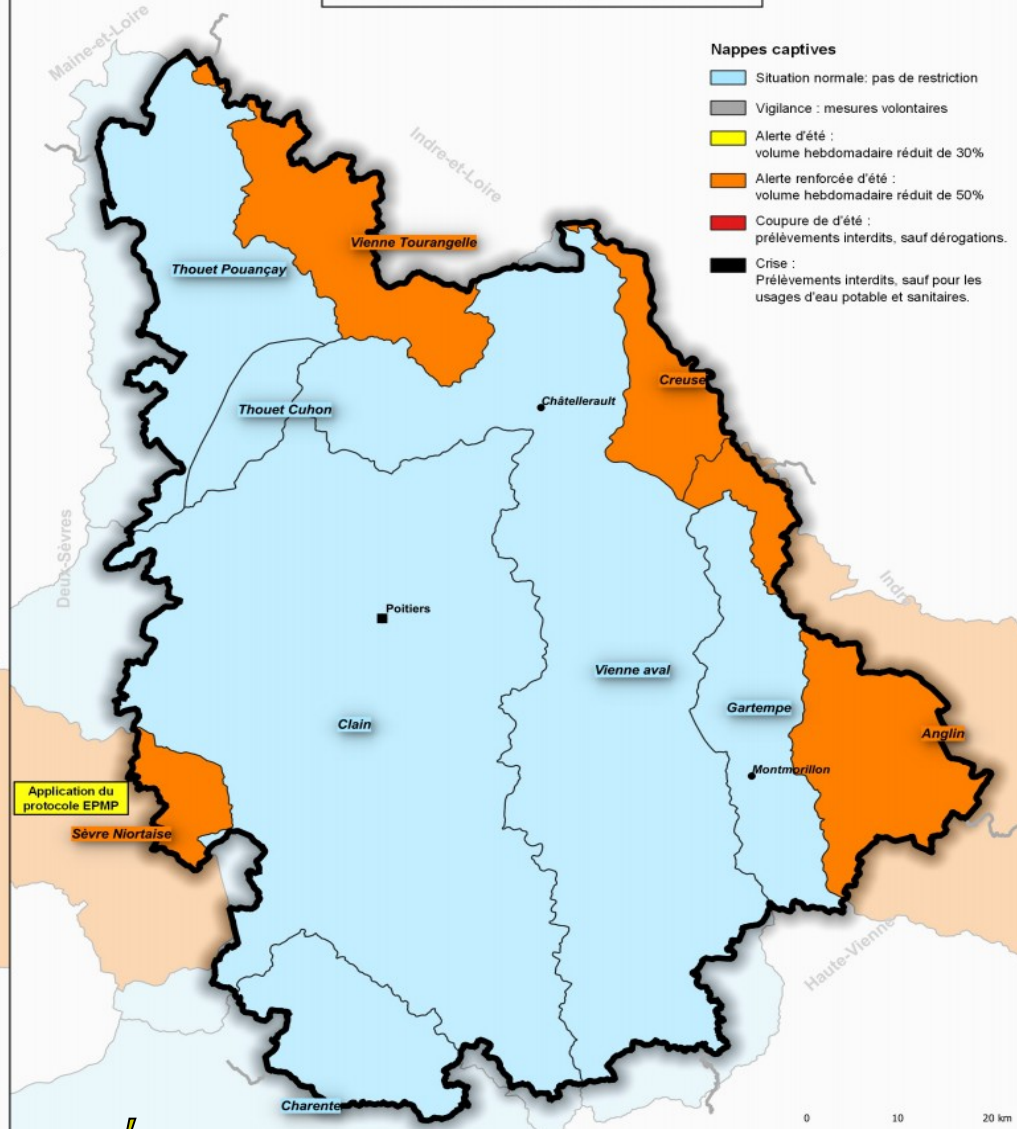 Maine-et-Loire
Indre-et-Loire
Nappes captives
Situation normale: pas de restriction
Vigilance : mesures volontaires
Alerte d'été :
volume hebdomadaire réduit de 30%
Alerte renforcée d'été :
volume hebdomadaire réduit de 50%
Coupure de d'été :
prélèvements interdits, sauf dérogations.
Crise :
Prélèvements interdits, sauf pour les
usages d'eau potable et sanitaires.
Vienne Tourangelle
Thouet Pouançay
Creuse
Châtellerault
Thouet Cuhon
Deux-Sèvres
Indre
Poitiers
Vienne aval
Gartempe
Clain
Anglin
Montmorillon
Application du
protocole EPMP
Sèvre Niortaise
Haute-Vienne
Charente
0 10 20 km